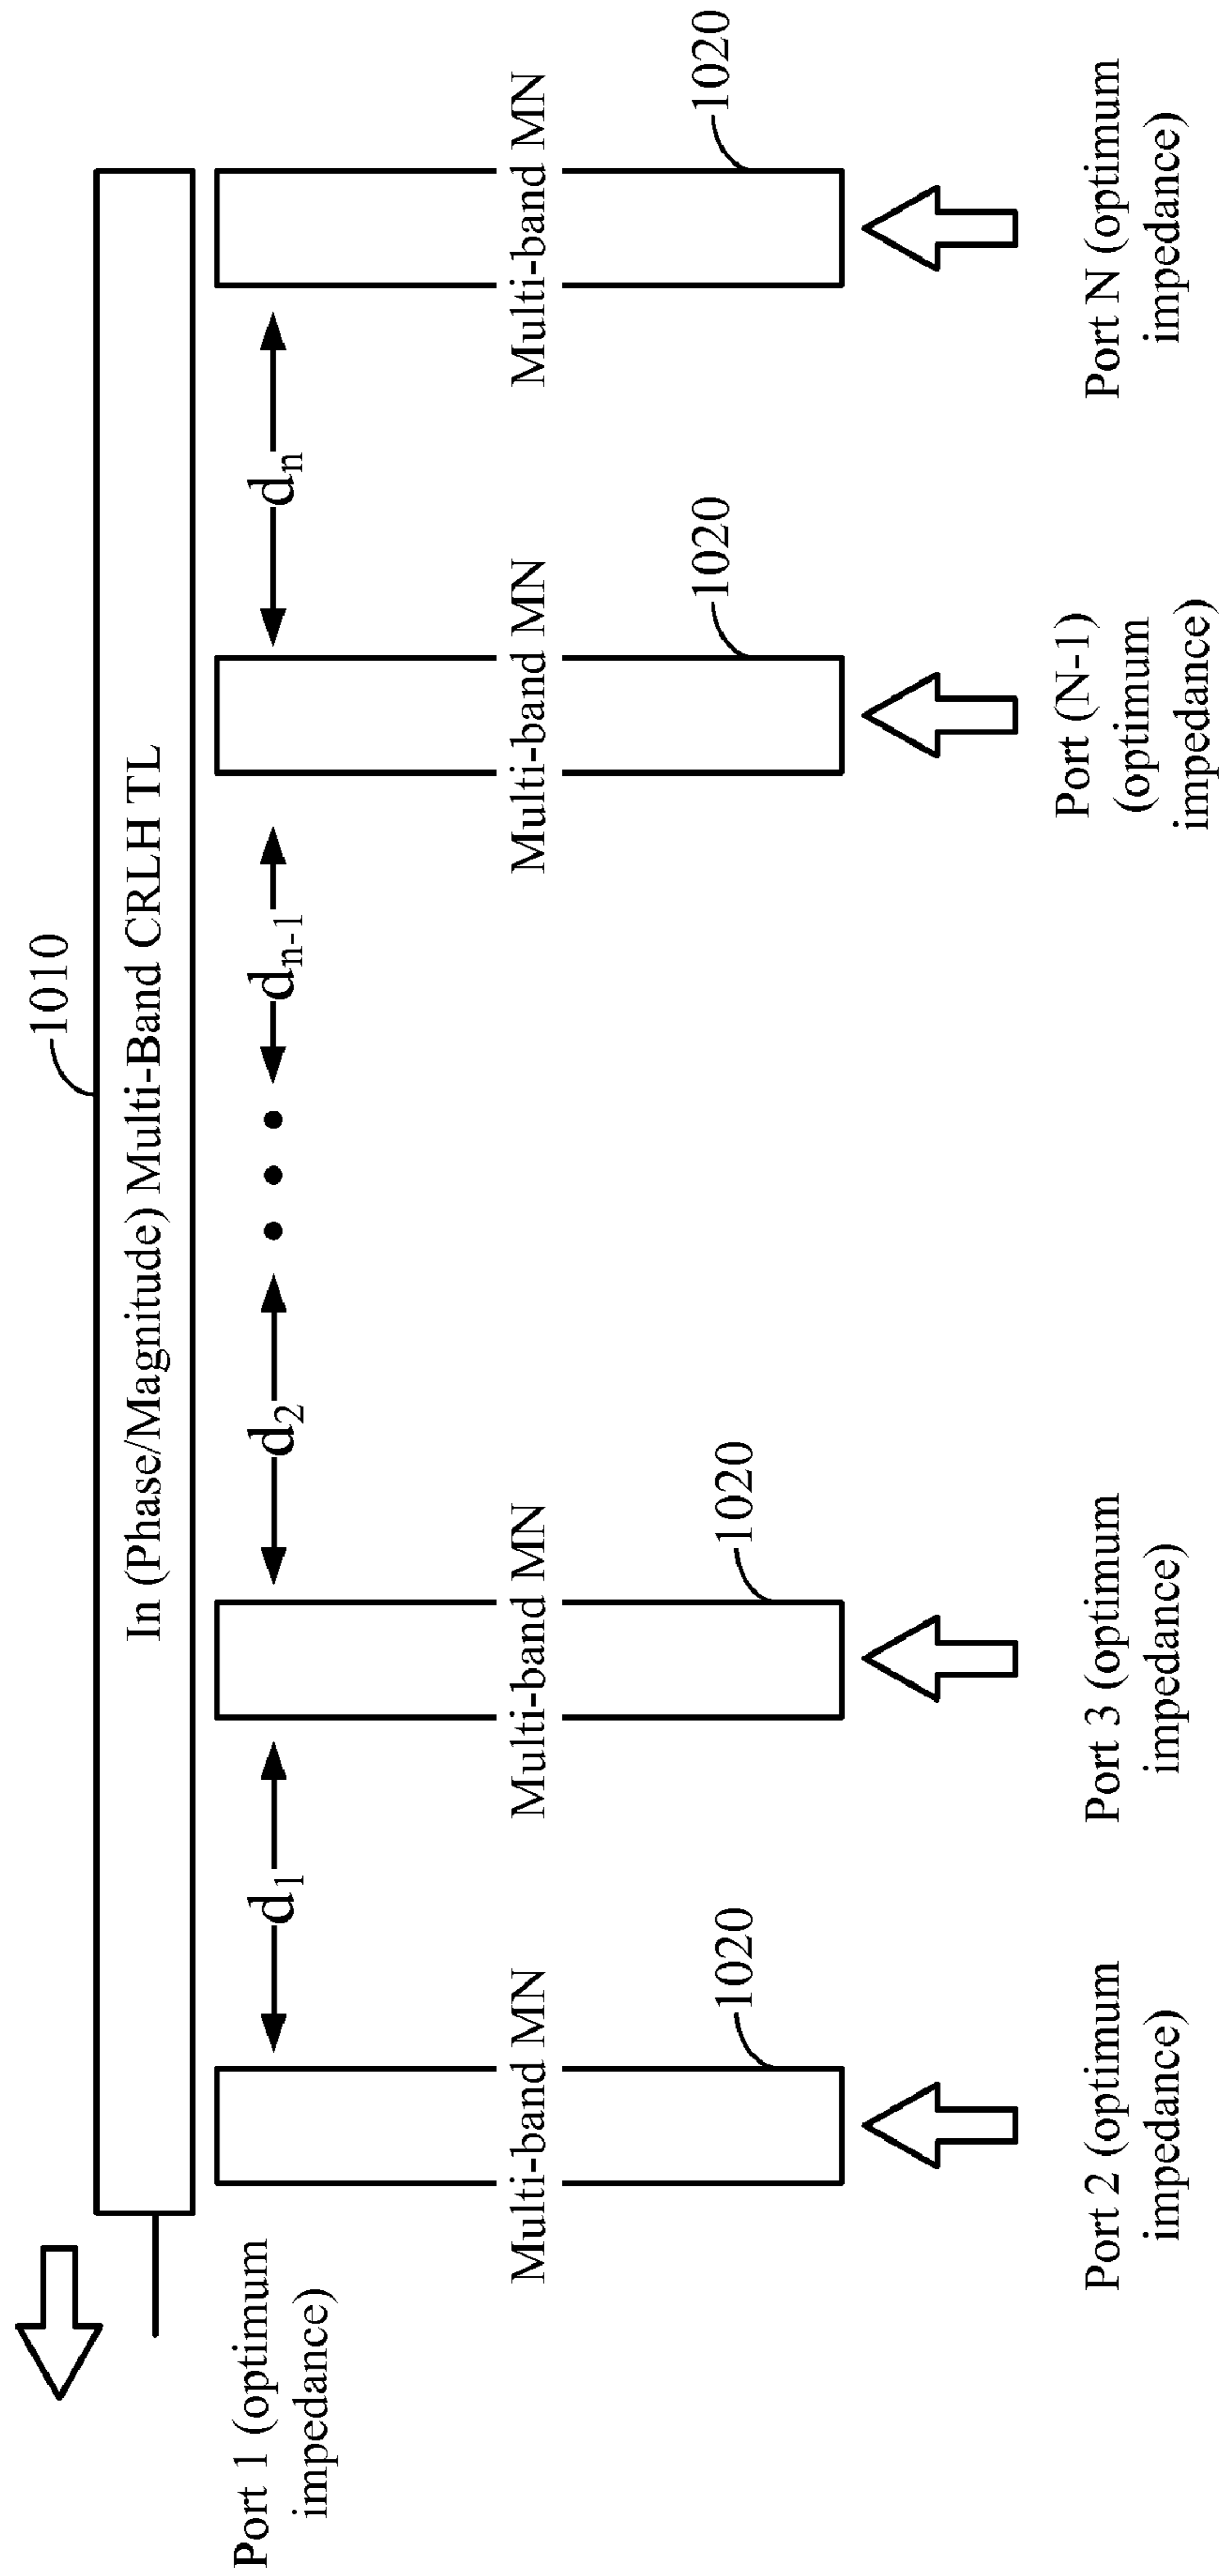 1010
In (Phase/Magnitude) Multi-Band CRLH TL
Port 1 (optimum
impedance)
d1
d2
dn-1
dn
Multi-band MN
Multi-band MN
Multi-band MN
Multi-band MN
1020
1020
1020
1020
Port 2 (optimum
impedance)
Port 3 (optimum
impedance)
Port (N-1)
(optimum
impedance)
Port N (optimum
impedance)